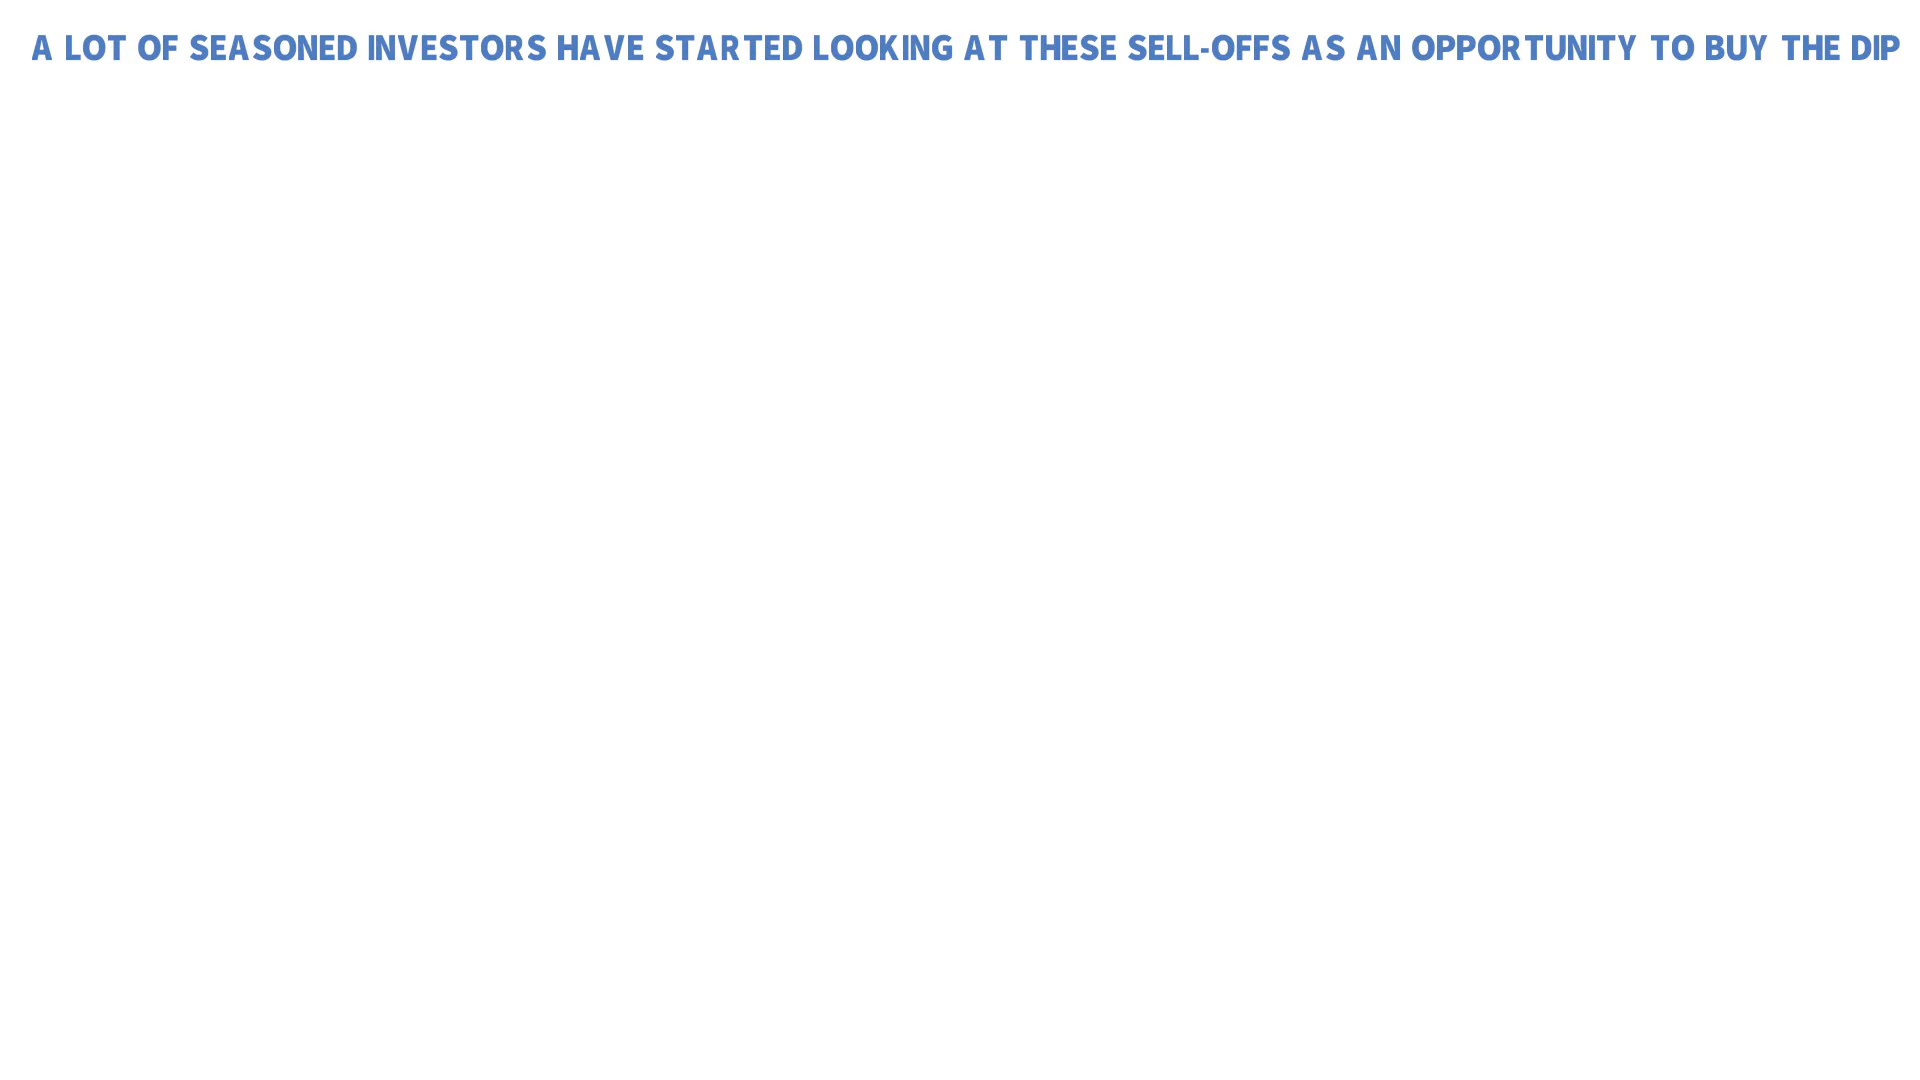 A LOT OF SEASONED INVESTORS HAVE STARTED LOOKING AT THESE SELL-OFFS AS AN OPPORTUNITY TO BUY THE DIP